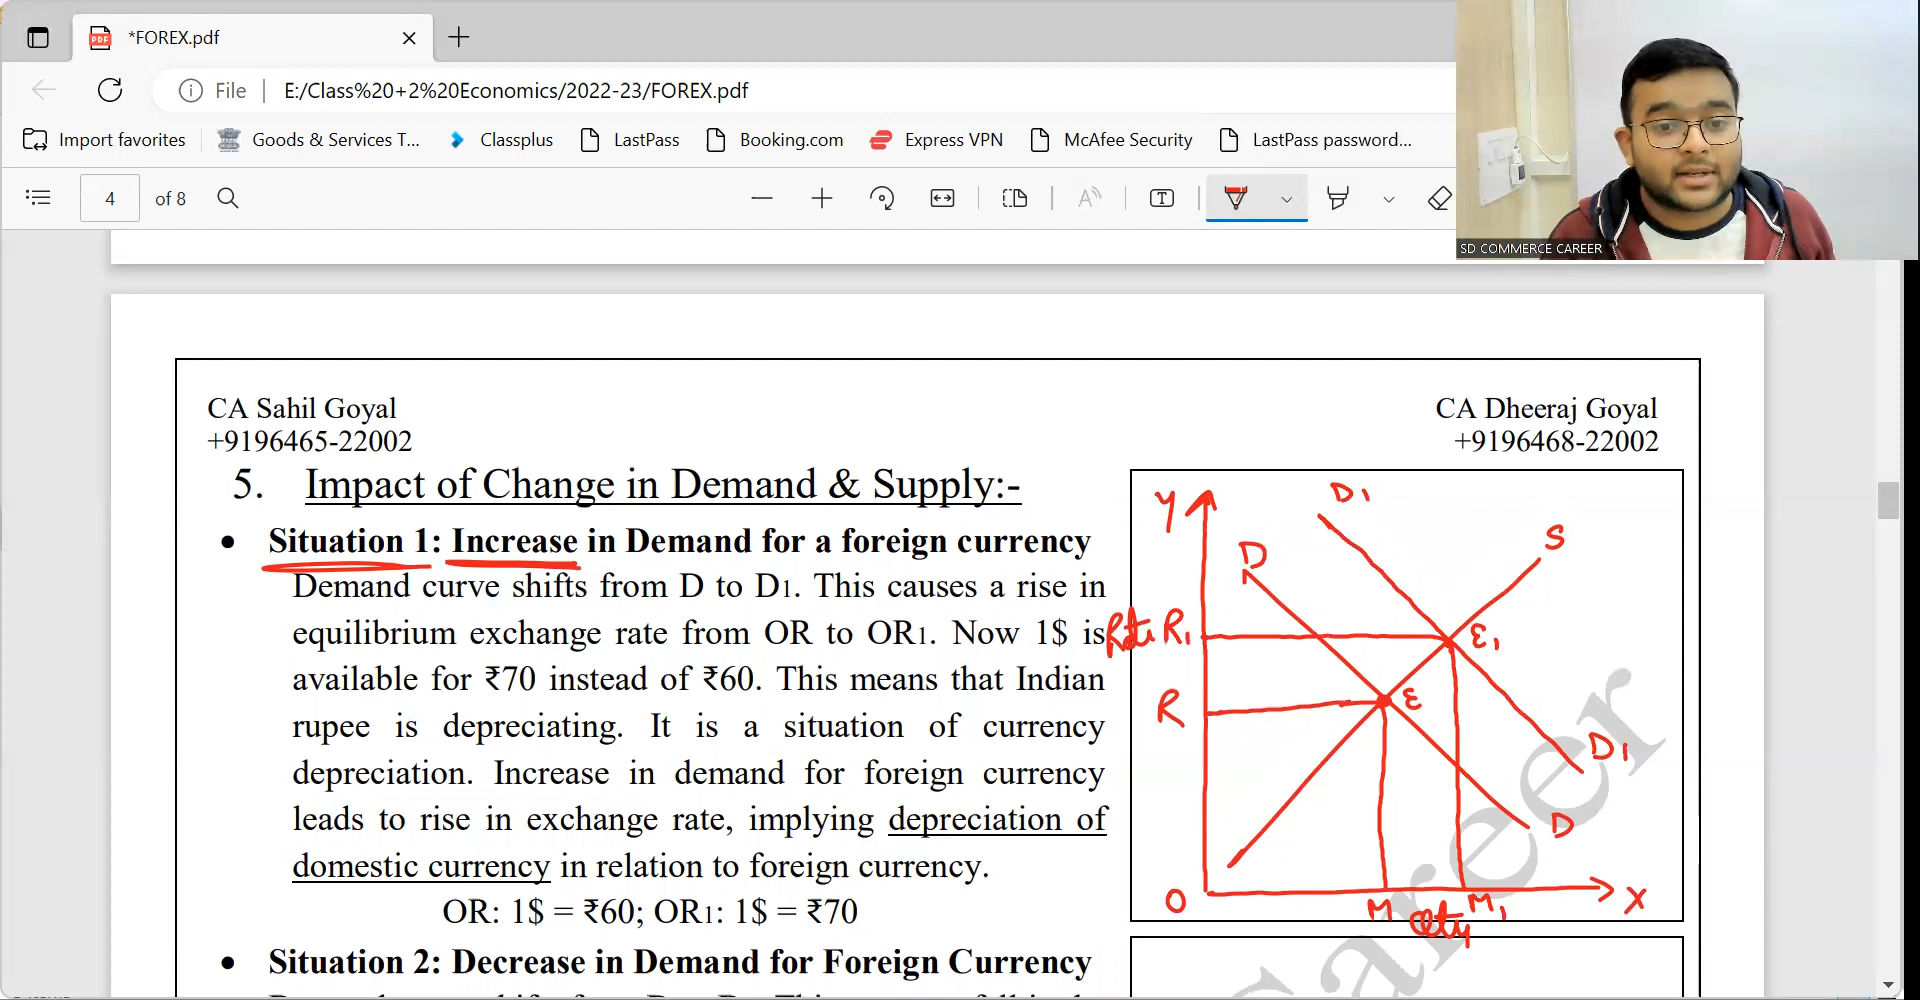 *FOREX.pdf
File E:/Class%20+2%20Economics/2022-23/FOREX.pdf
Import favorites Goods & Services T... Classplus LastPass Booking.com Express VPN McAfee Security LastPass password...
4 of 8
SD COMMERCE CAREER
CA Sahil Goyal CA Dheeraj Goyal
+9196465-22002 +9196468-22002
5. Impact of Change in Demand & Supply:-
• Situation 1: Increase in Demand for a foreign currency
Demand curve shifts from D to D1. This causes a rise in
equilibrium exchange rate from OR to OR1. Now 1$ is
available for ₹70 instead of ₹60. This means that Indian
rupee is depreciating. It is a situation of currency
depreciation. Increase in demand for foreign currency
leads to rise in exchange rate, implying depreciation of
domestic currency in relation to foreign currency.
OR: 1$ = ₹60; OR1: 1$ = ₹70
• Situation 2: Decrease in Demand for Foreign Currency
Y D1
D S
Rate R1 E1
R E
D1
D
O M M1 X
Qty
Career